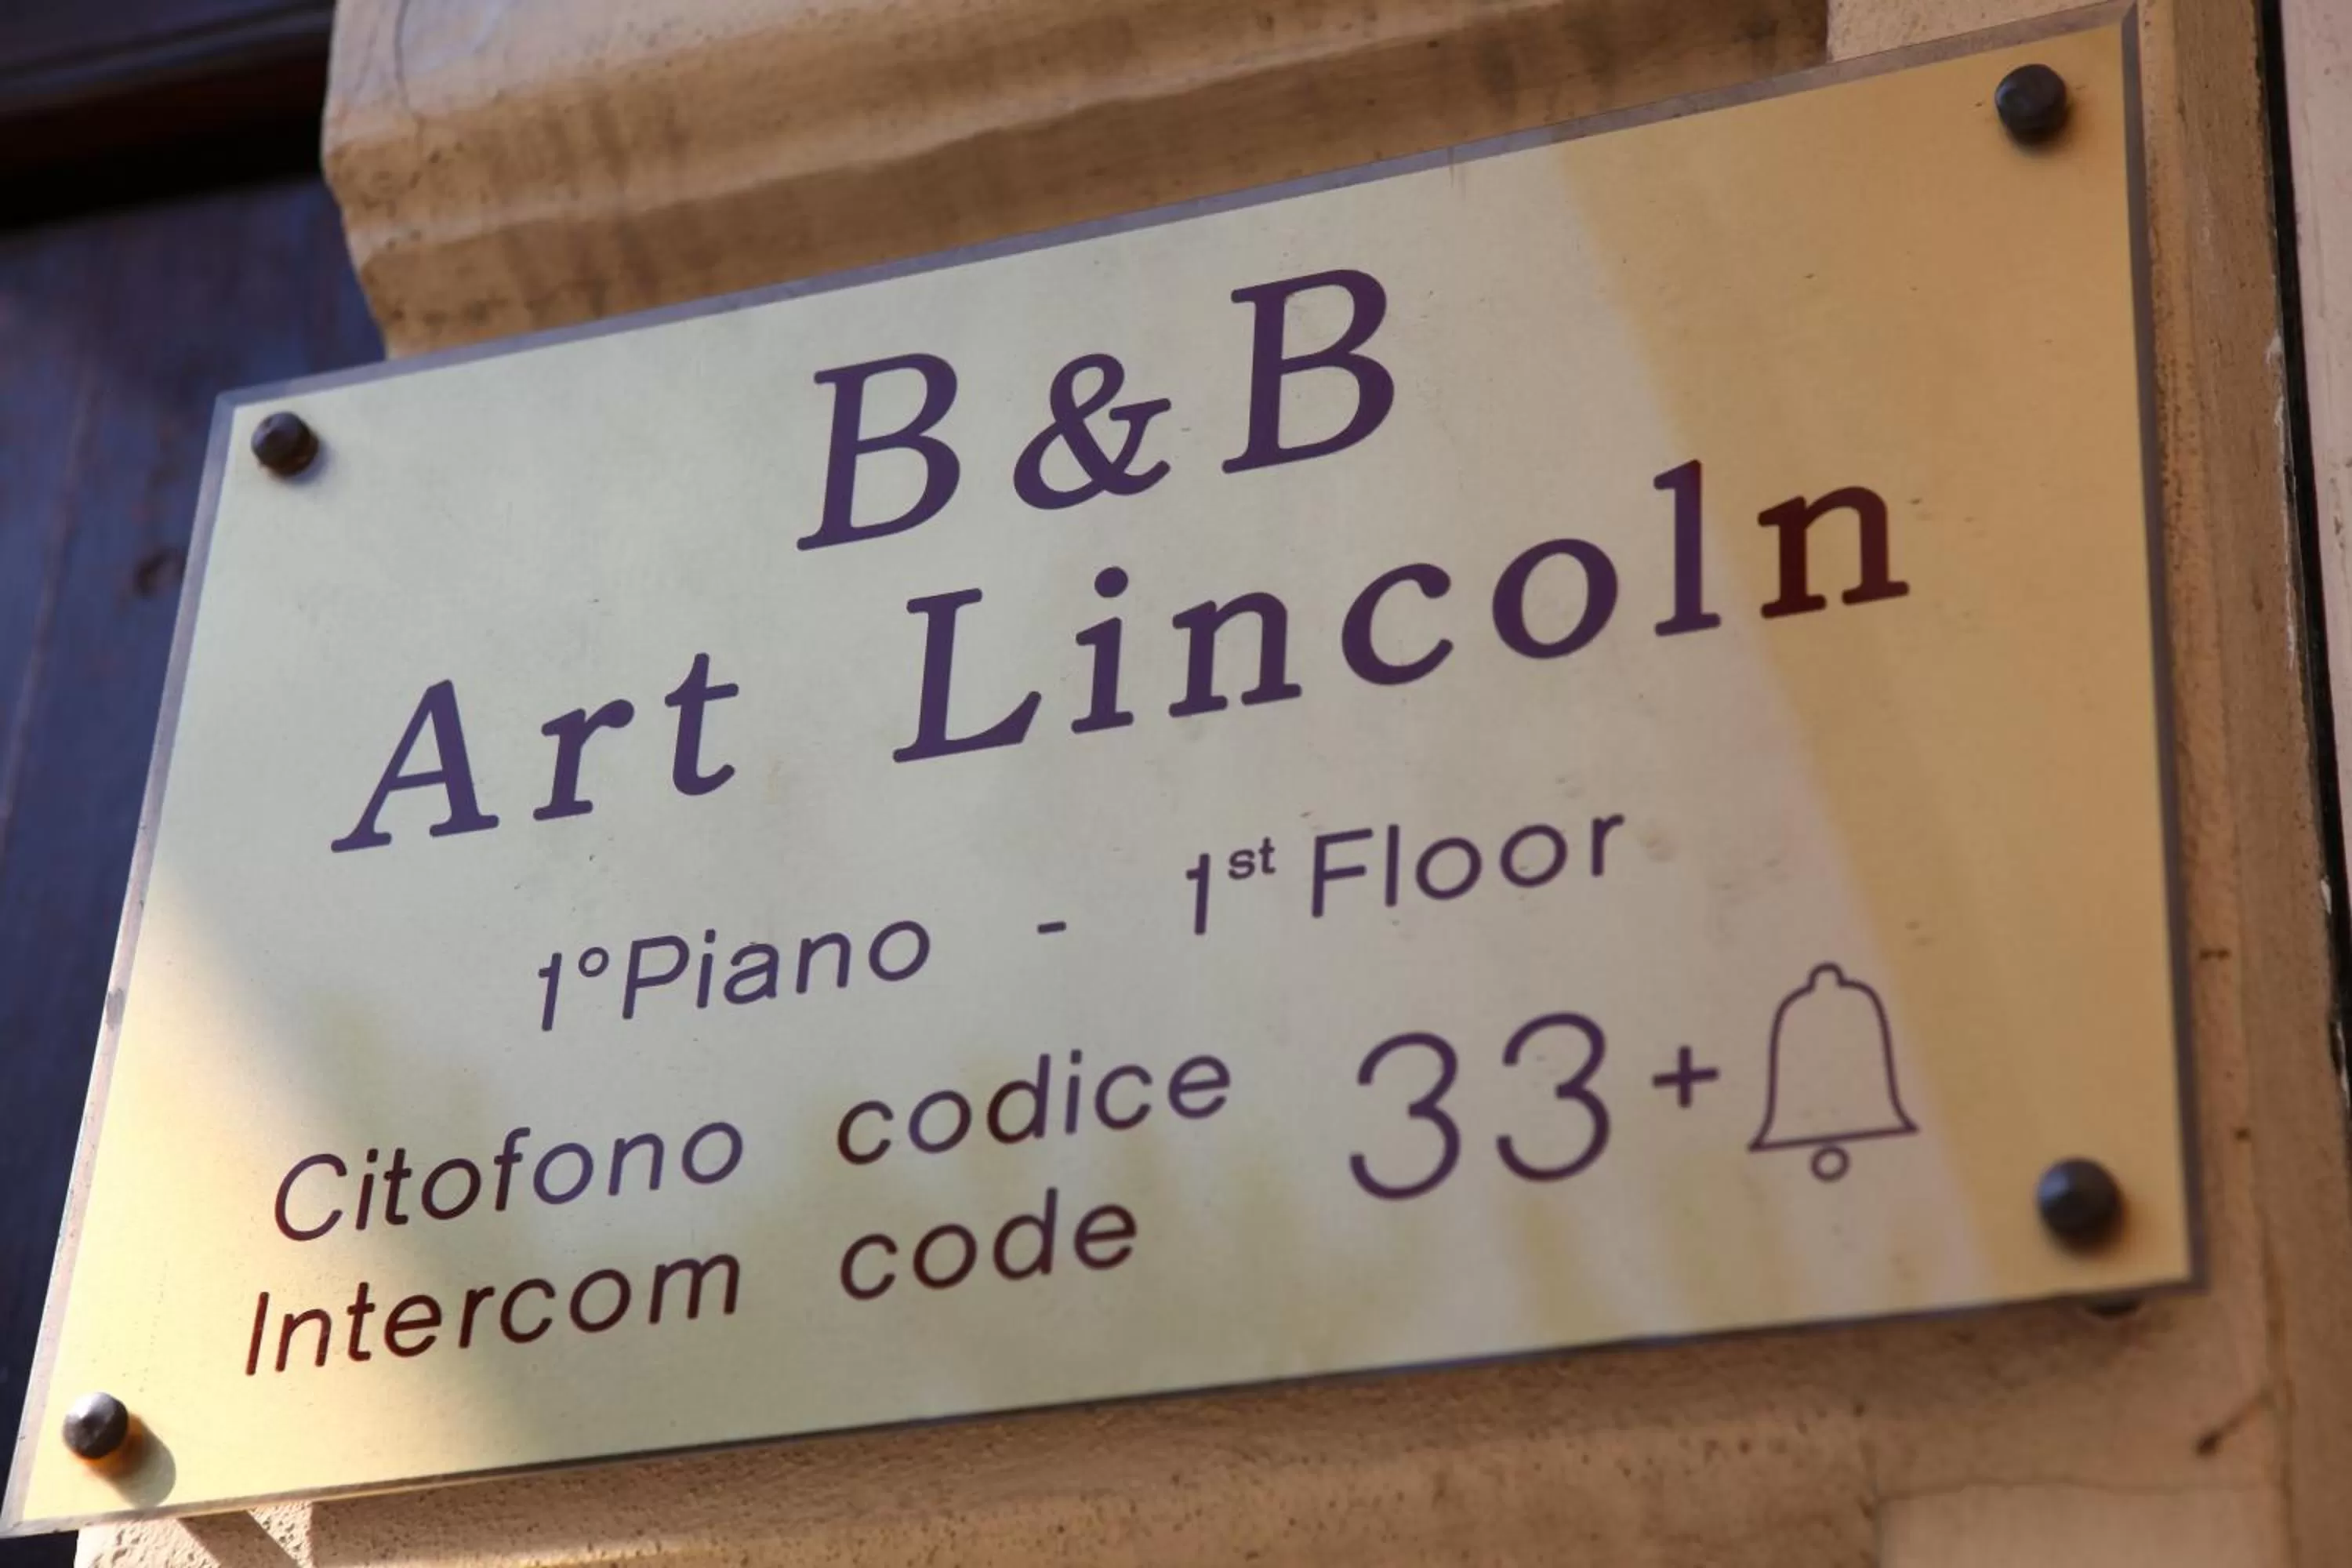 B&B
Art Lincoln
1°Piano - 1st Floor
Citofono codice 33+
Intercom code